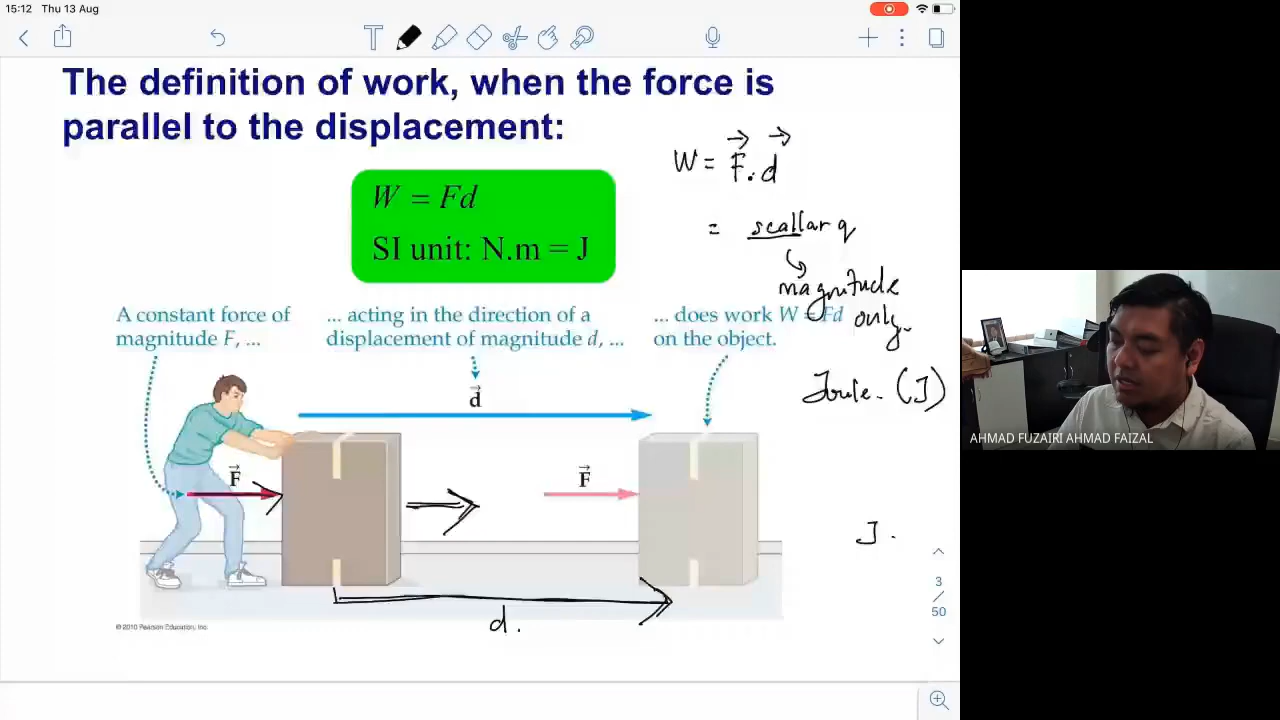 15:12 Thu 13 Aug
The definition of work, when the force is
parallel to the displacement:
W = Fd
SI unit: N.m = J
W = F . d
= scallar q
magnitude
only.
Joule. (J)
J.
A constant force of
magnitude F, ...
... acting in the direction of a
displacement of magnitude d, ...
... does work W = Fd
on the object.
d
F
F
d.
© 2010 Pearson Education, Inc.
3
/
50
AHMAD FUZAIRI AHMAD FAIZAL